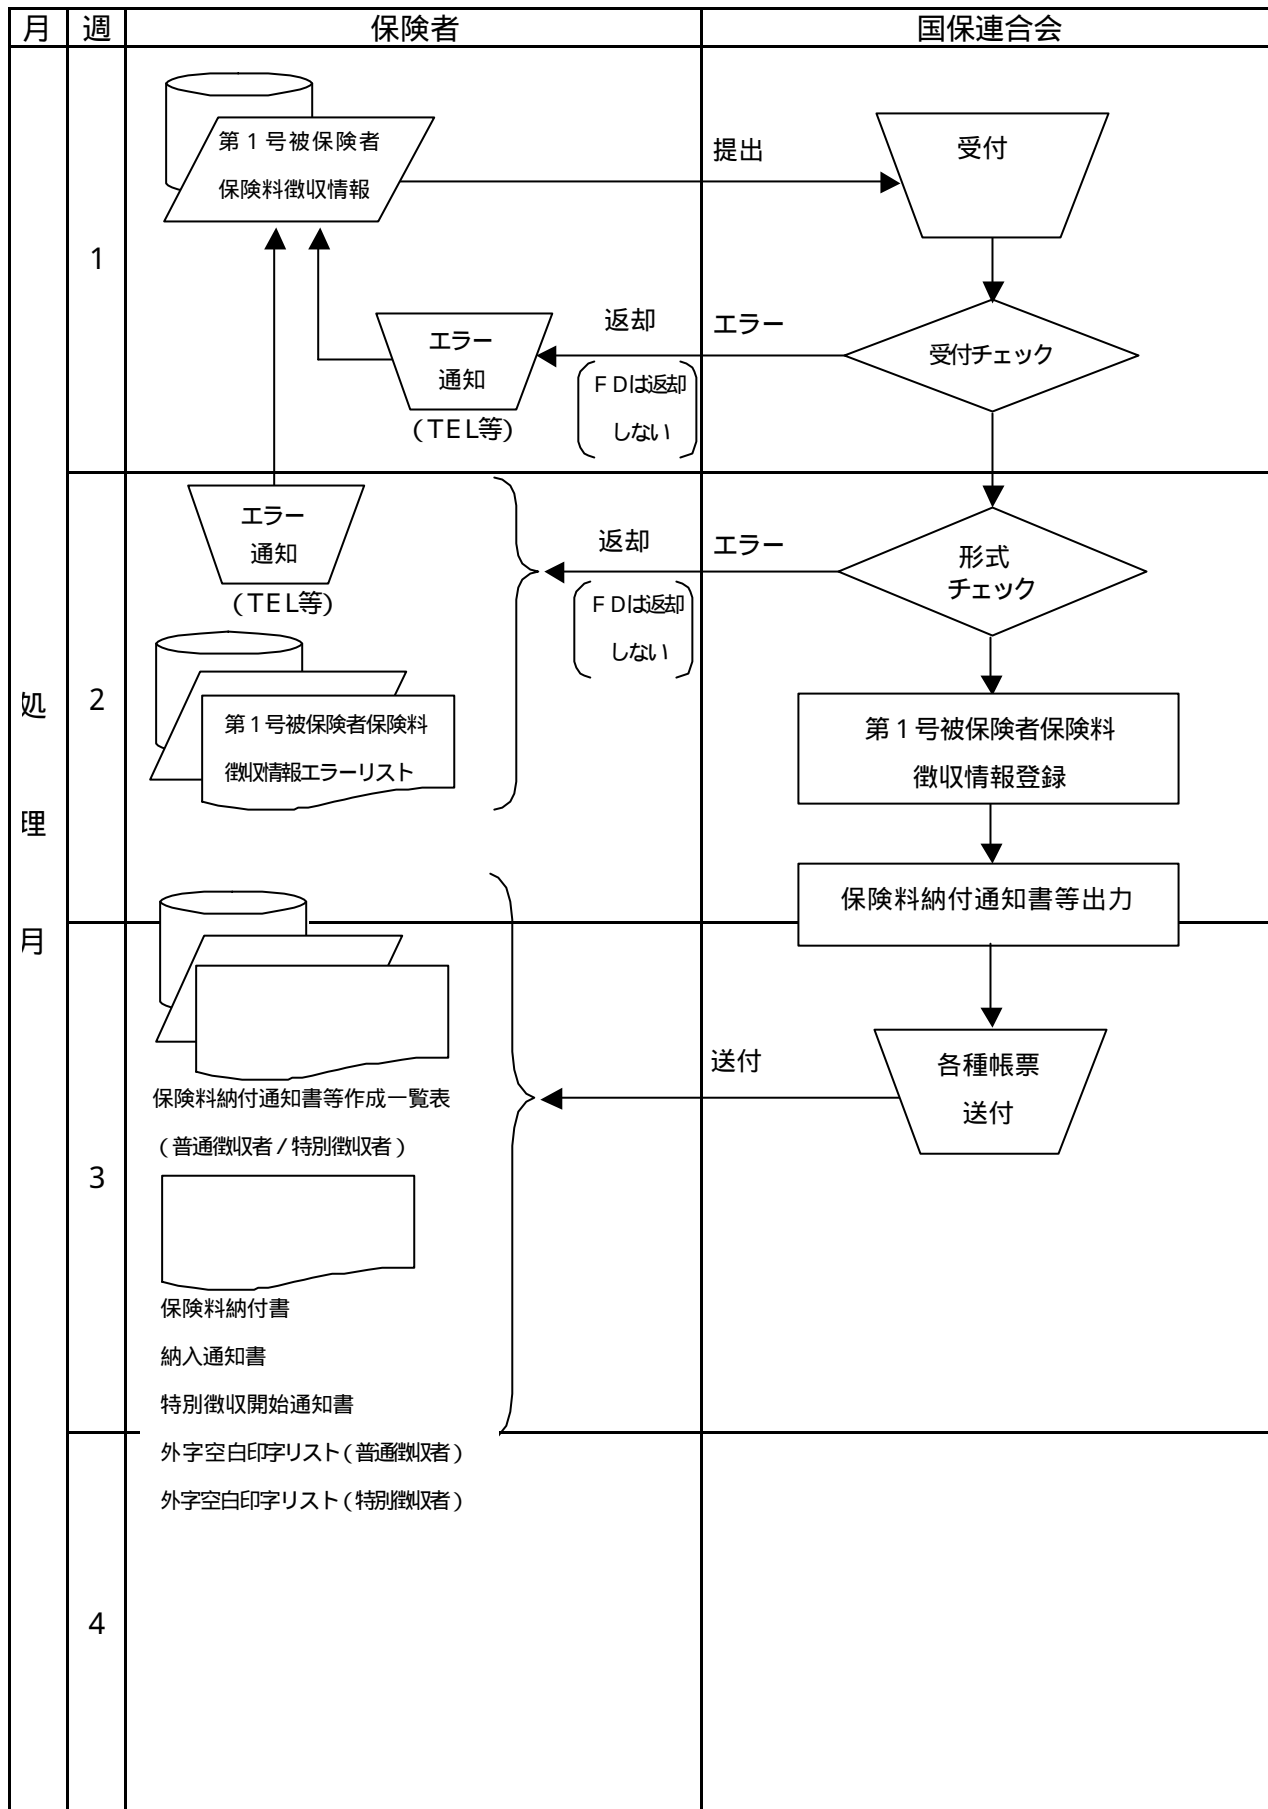 月 週 保険者 国保連合会
処
理
月
1
第１号被保険者
保険料徴収情報
提出
受付
受付チェック
エラー
返却
ＦＤは返却
しない
エラー
通知
(TEL等)
2
エラー
通知
(TEL等)
返却
エラー
ＦＤは返却
しない
形式
チェック
第１号被保険者保険料
徴収情報エラーリスト
第１号被保険者保険料
徴収情報登録
保険料納付通知書等出力
3
送付
各種帳票
送付
保険料納付通知書等作成一覧表
(普通徴収者/特別徴収者)
保険料納付書
納入通知書
特別徴収開始通知書
外字空白印字リスト(普通徴収者)
外字空白印字リスト(特別徴収者)
4